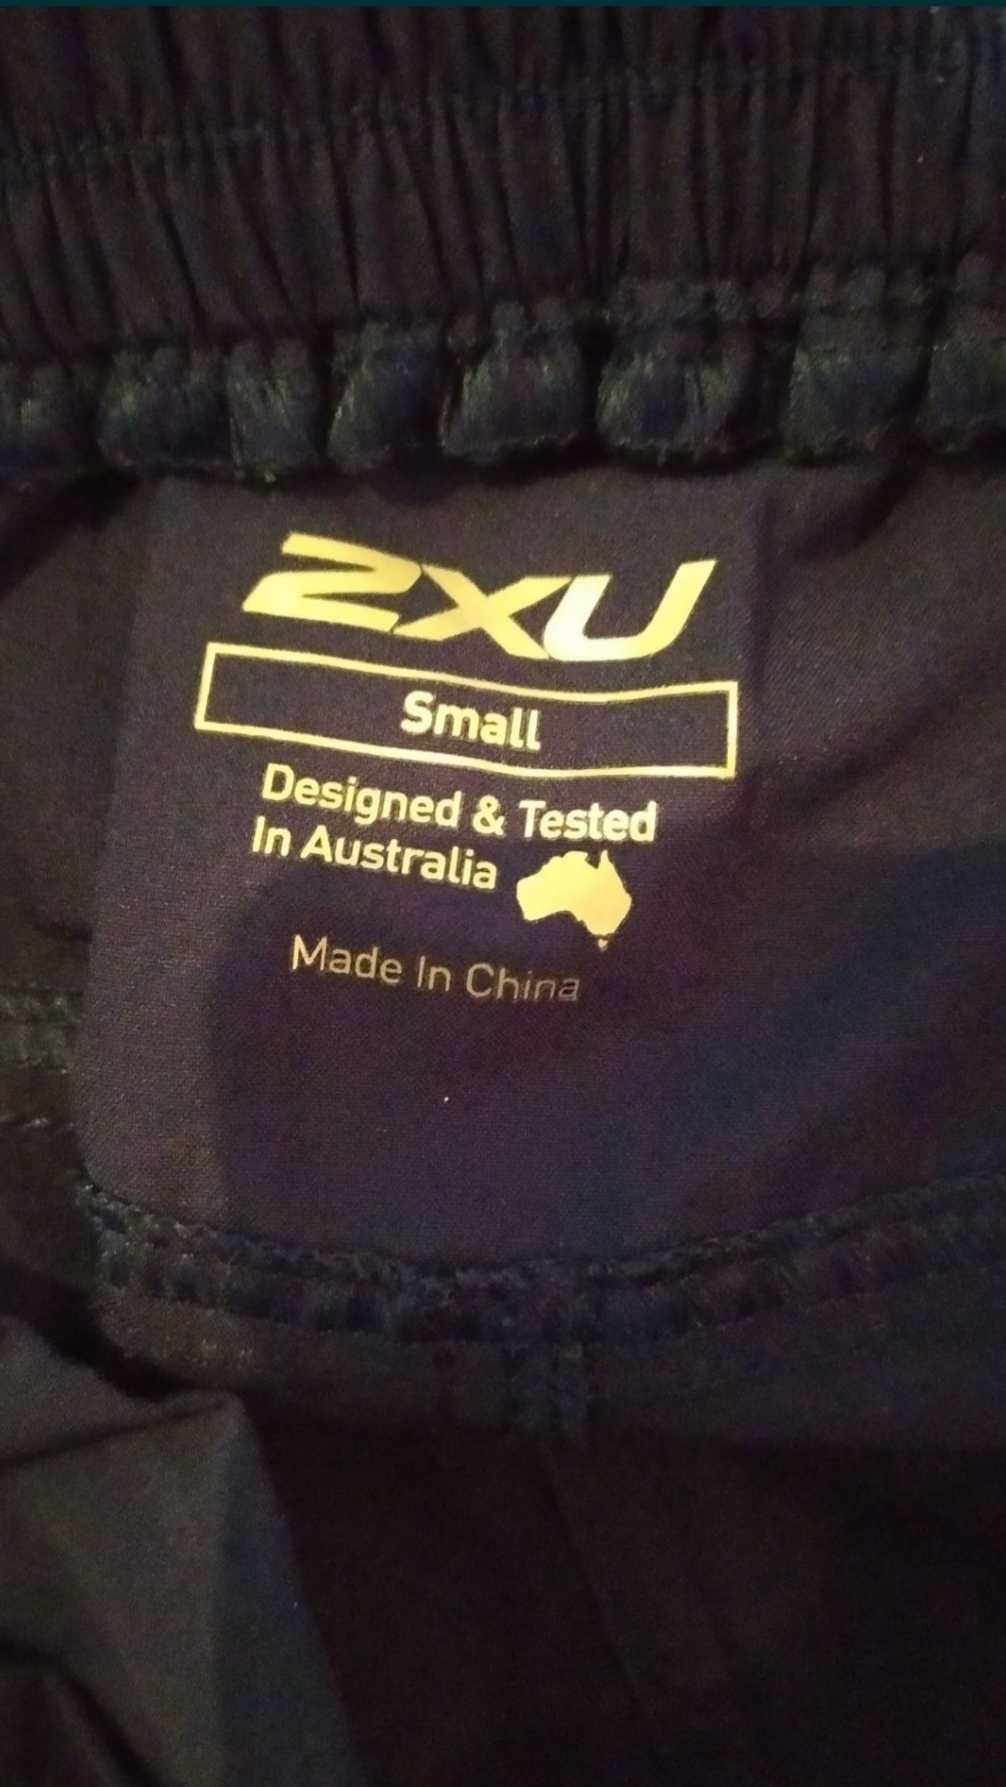 2XU
Small
Designed & Tested
In Australia
Made In China